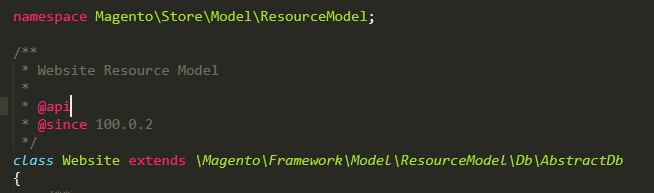 namespace Magento\Store\Model\ResourceModel;
/**
* Website Resource Model
*
* @api
* @since 100.0.2
*/
class Website extends \Magento\Framework\Model\ResourceModel\Db\AbstractDb
{